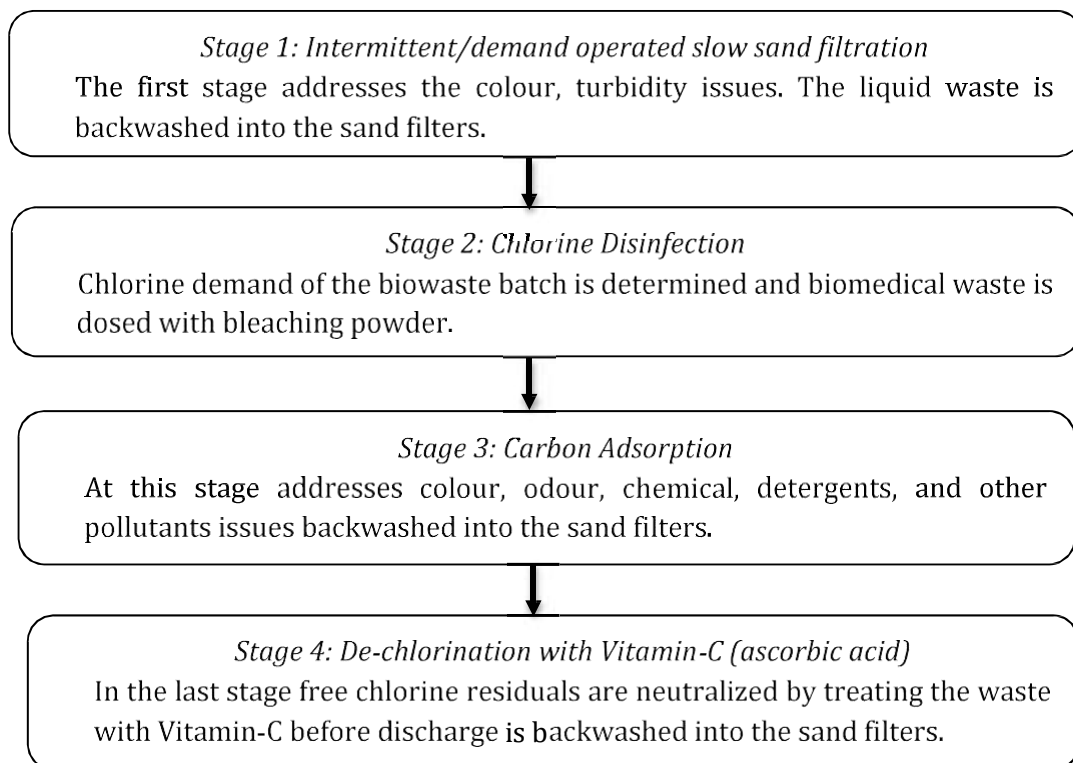 Stage 1: Intermittent/demand operated slow sand filtration
The first stage addresses the colour, turbidity issues. The liquid waste is
backwashed into the sand filters.
Stage 2: Chlorine Disinfection
Chlorine demand of the biowaste batch is determined and biomedical waste is
dosed with bleaching powder.
Stage 3: Carbon Adsorption
At this stage addresses colour, odour, chemical, detergents, and other
pollutants issues backwashed into the sand filters.
Stage 4: De-chlorination with Vitamin-C (ascorbic acid)
In the last stage free chlorine residuals are neutralized by treating the waste
with Vitamin-C before discharge is backwashed into the sand filters.